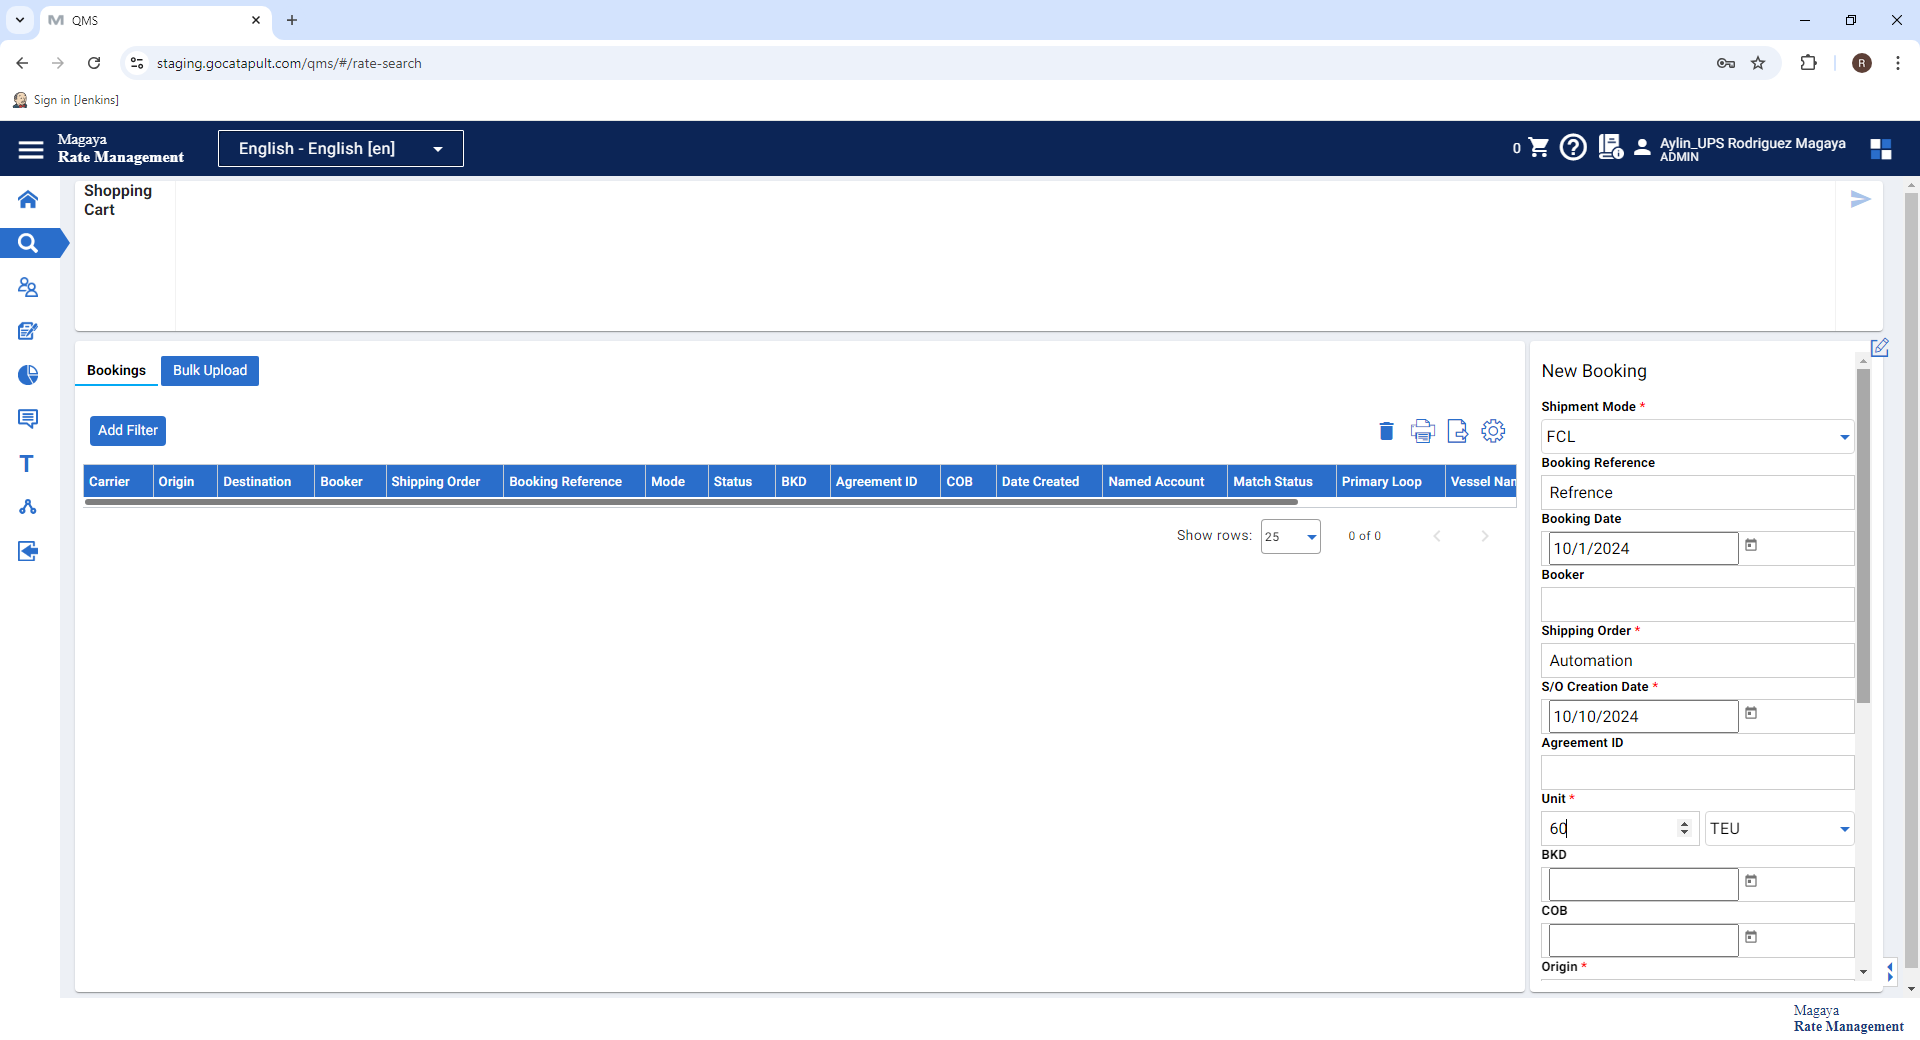 QMS
staging.gocatapult.com/qms/#/rate-search
R
Sign in [Jenkins]
Magaya
Rate Management
English - English [en]
0
Aylin_UPS Rodriguez Magaya
ADMIN
Shopping
Cart
Bookings
Bulk Upload
Add Filter
Carrier Origin Destination Booker Shipping Order Booking Reference Mode Status BKD Agreement ID COB Date Created Named Account Match Status Primary Loop Vessel Nam
Show rows: 25 0 of 0
New Booking
Shipment Mode *
FCL
Booking Reference
Refrence
Booking Date
10/1/2024
Booker
Shipping Order *
Automation
S/O Creation Date *
10/10/2024
Agreement ID
Unit *
60 TEU
BKD
COB
Origin *
Magaya
Rate Management